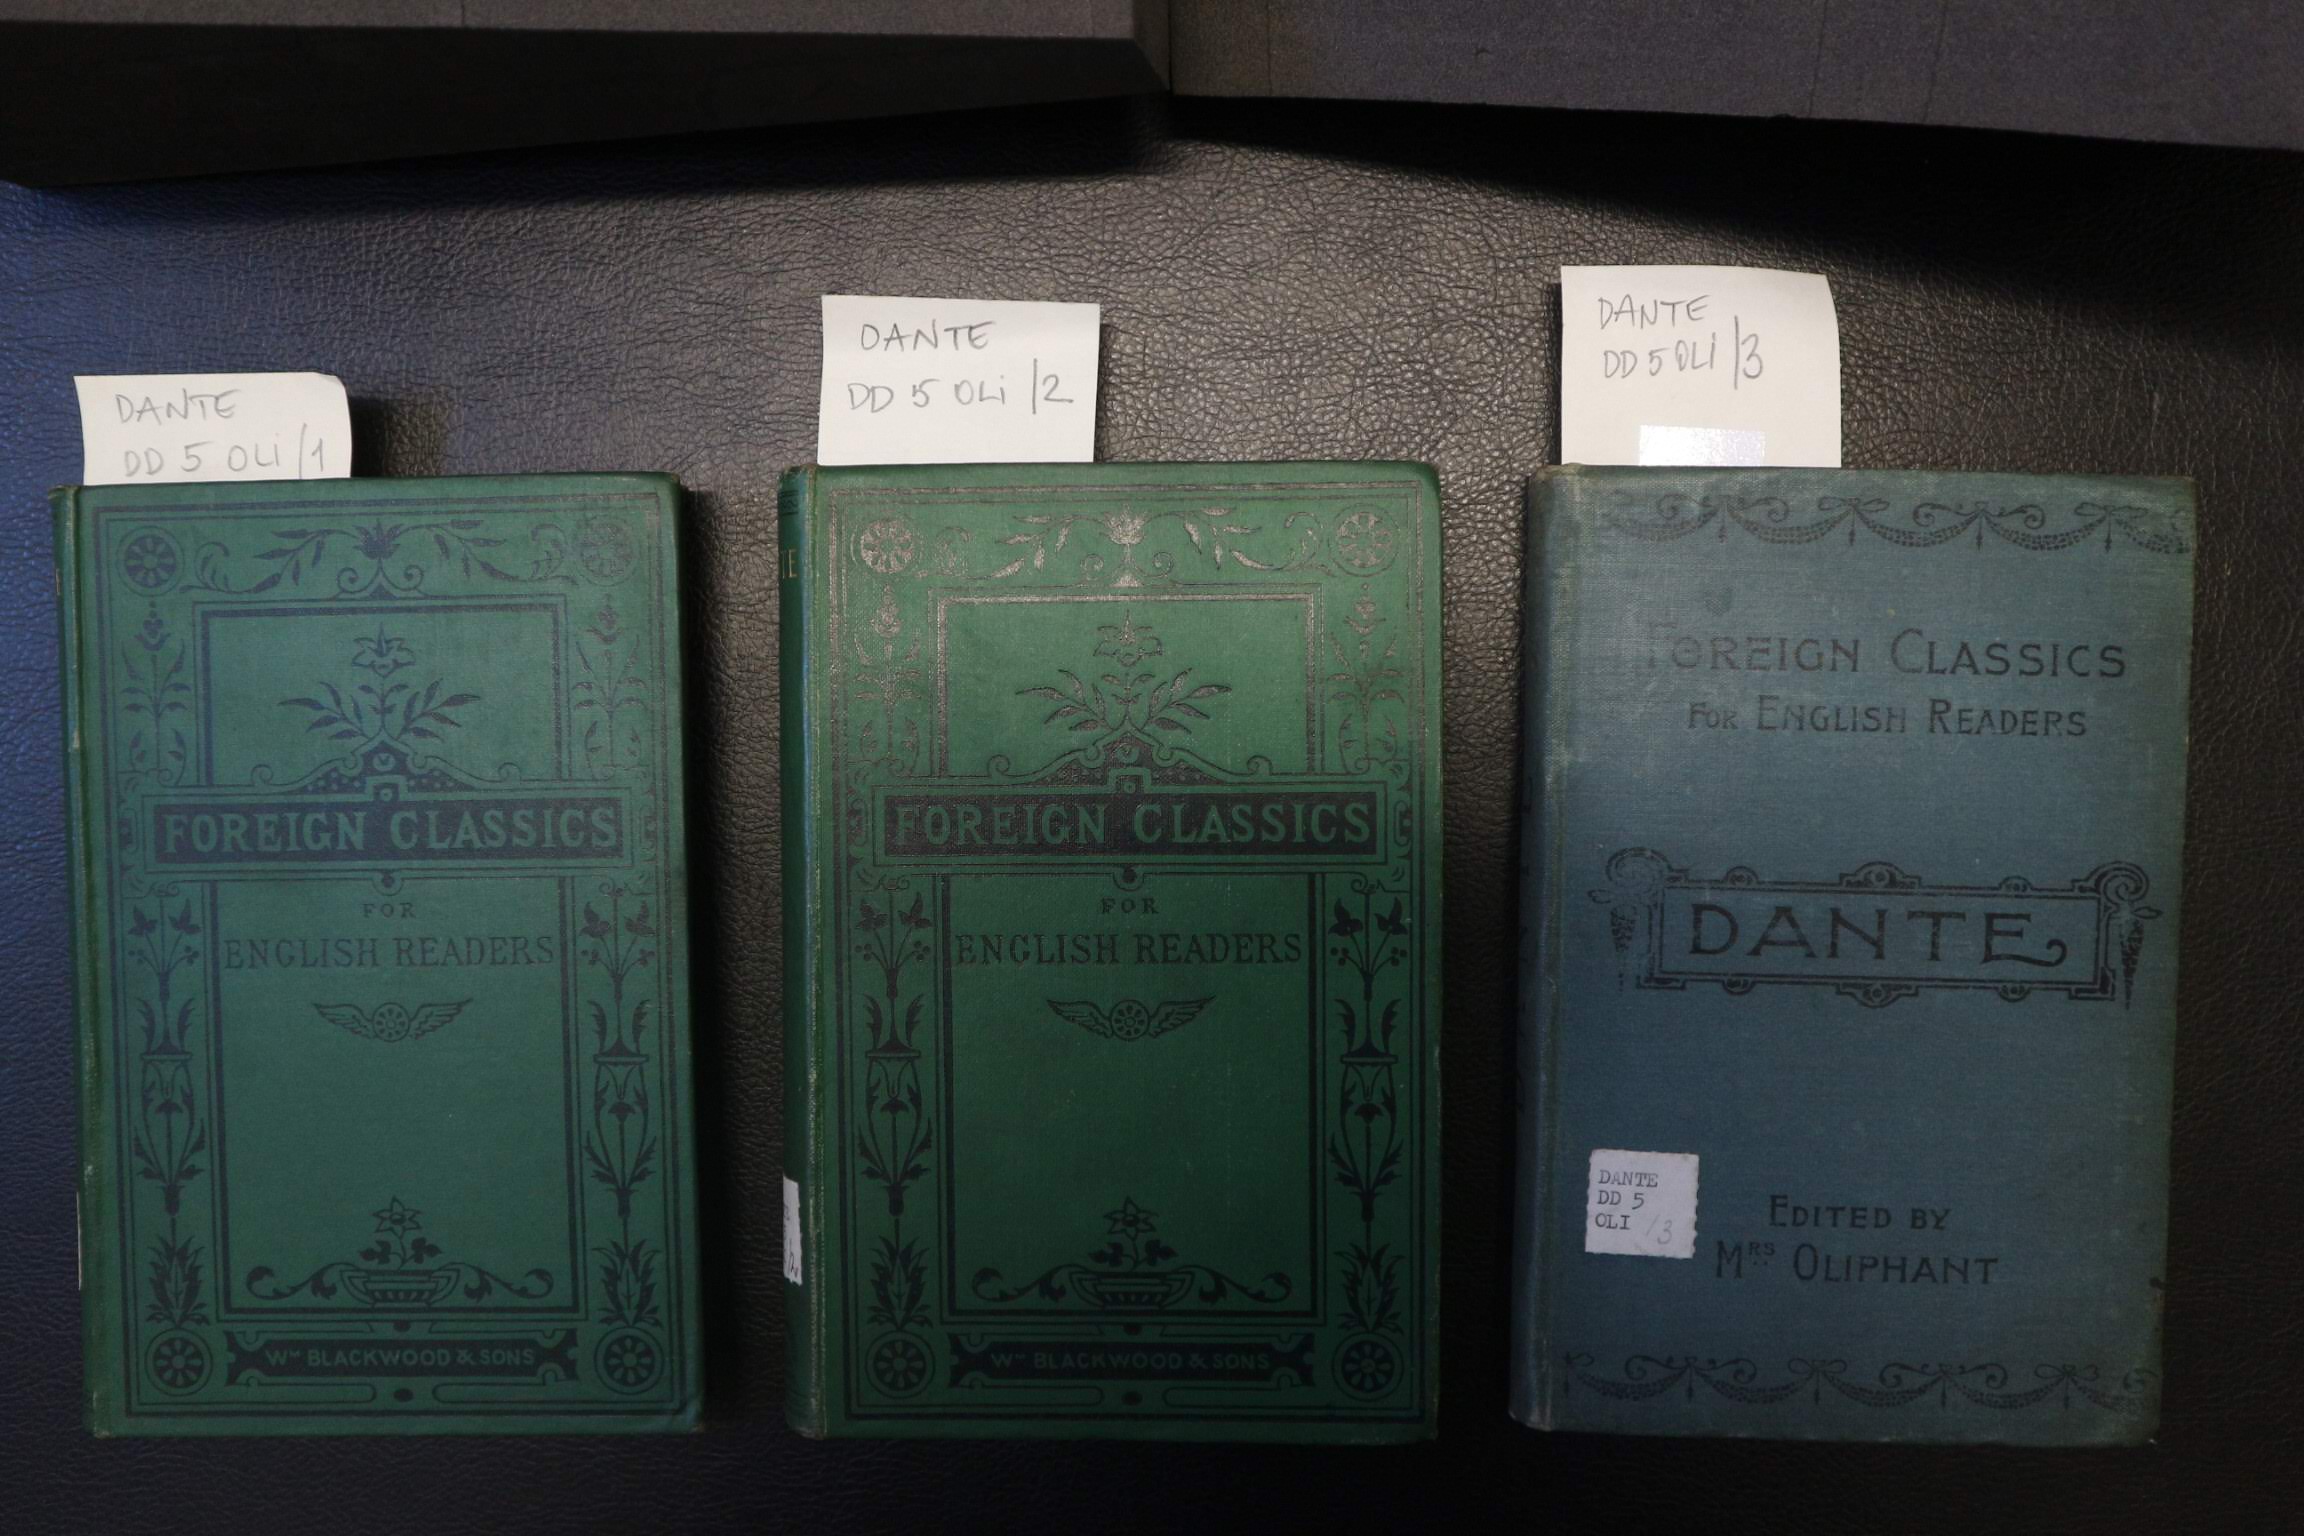 DANTE
DD 5 OLi /1
FOREIGN CLASSICS
FOR
ENGLISH READERS
Wm BLACKWOOD & SONS
DANTE
DD 5 OLi /2
FOREIGN CLASSICS
FOR
ENGLISH READERS
Wm BLACKWOOD & SONS
DANTE
DD 5 OLi /3
FOREIGN CLASSICS
FOR ENGLISH READERS
DANTE
DANTE
DD 5
OLI /3
EDITED BY
MRS OLIPHANT